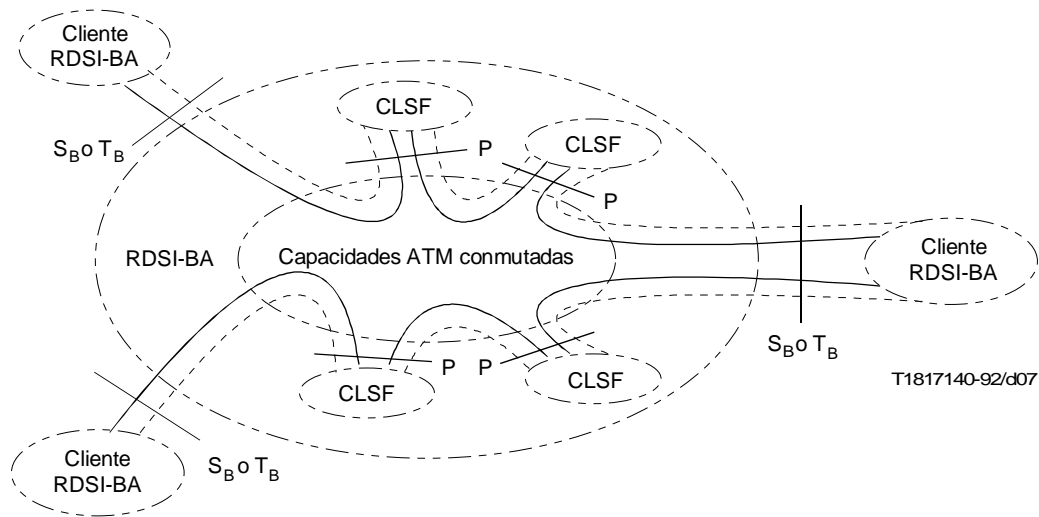 Cliente
RDSI-BA
CLSF
S_B o T_B
P
CLSF
P
RDSI-BA
Capacidades ATM conmutadas
Cliente
RDSI-BA
S_B o T_B
P
P
CLSF
CLSF
T1817140-92/d07
Cliente
RDSI-BA
S_B o T_B